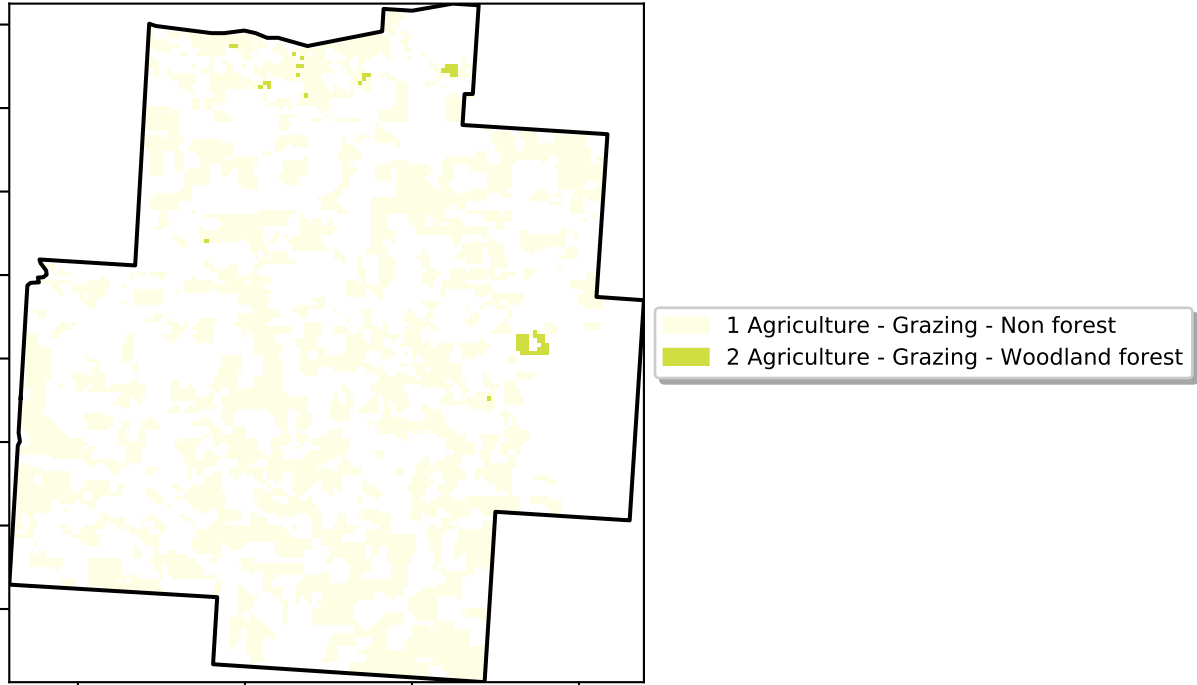 1 Agriculture - Grazing - Non forest
2 Agriculture - Grazing - Woodland forest